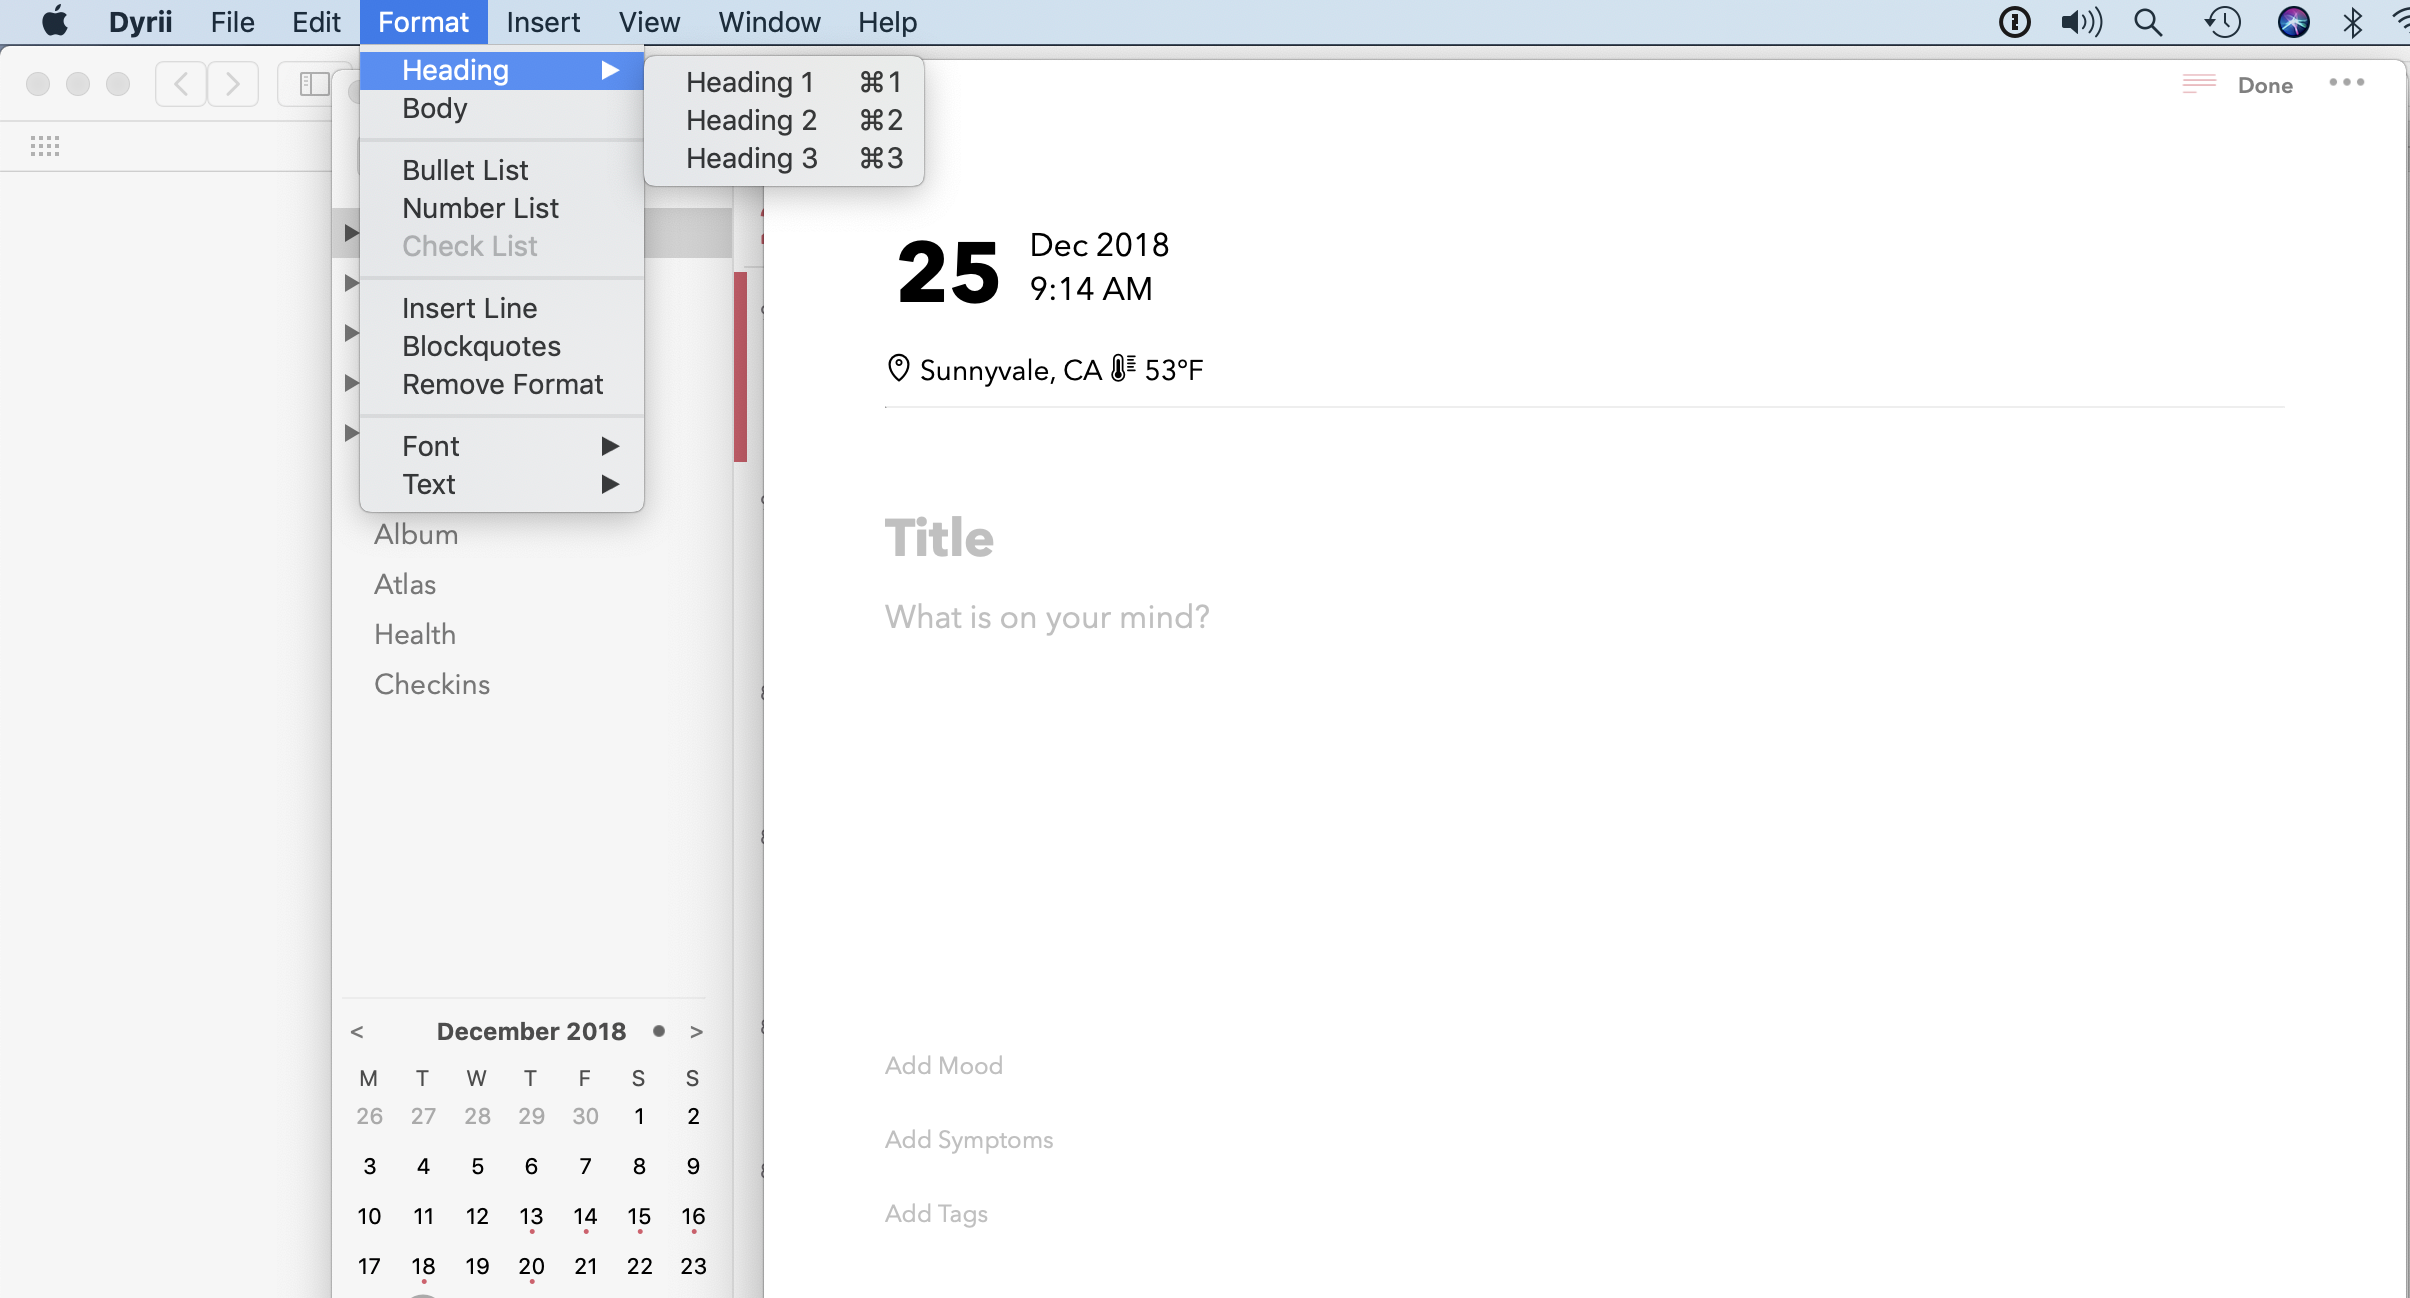 Dyrii File Edit Format Insert View Window Help
Heading
Body
Bullet List
Number List
Check List
Insert Line
Blockquotes
Remove Format
Font
Text
Heading 1 ⌘1
Heading 2 ⌘2
Heading 3 ⌘3
Album
Atlas
Health
Checkins
< December 2018 • >
M T W T F S S
26 27 28 29 30 1 2
3 4 5 6 7 8 9
10 11 12 13 14 15 16
17 18 19 20 21 22 23
Done •••
25
Dec 2018
9:14 AM
Sunnyvale, CA 53°F
Title
What is on your mind?
Add Mood
Add Symptoms
Add Tags